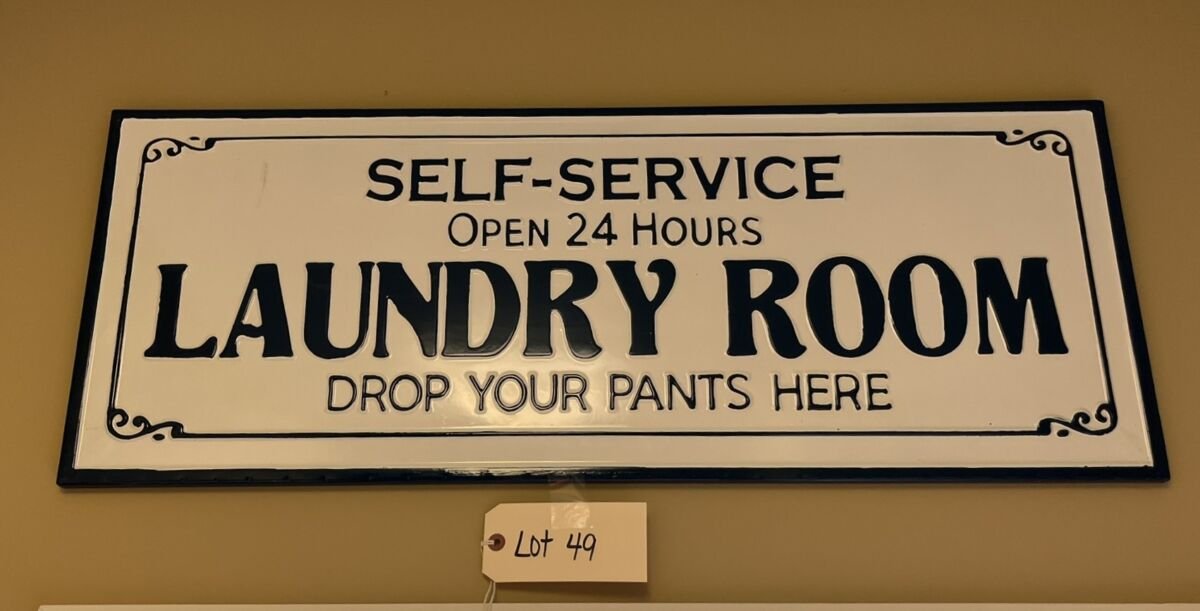 SELF-SERVICE
OPEN 24 HOURS
LAUNDRY ROOM
DROP YOUR PANTS HERE
Lot 49